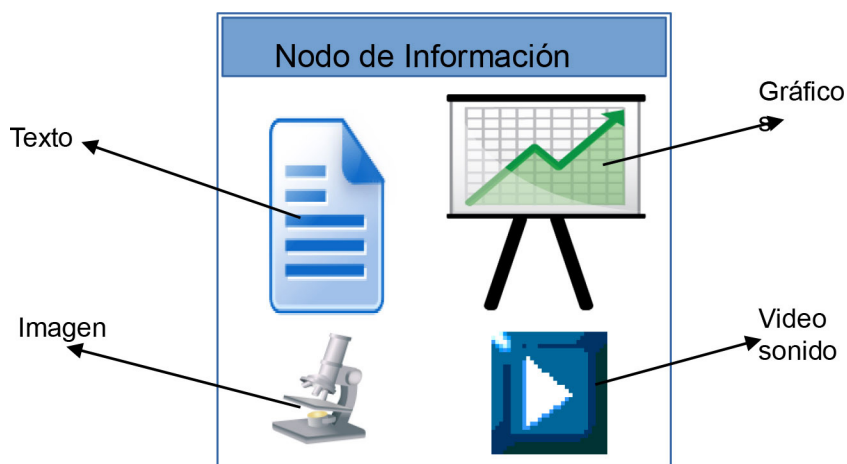 Nodo de Información
Gráfico
s
Texto
Imagen
Video
sonido